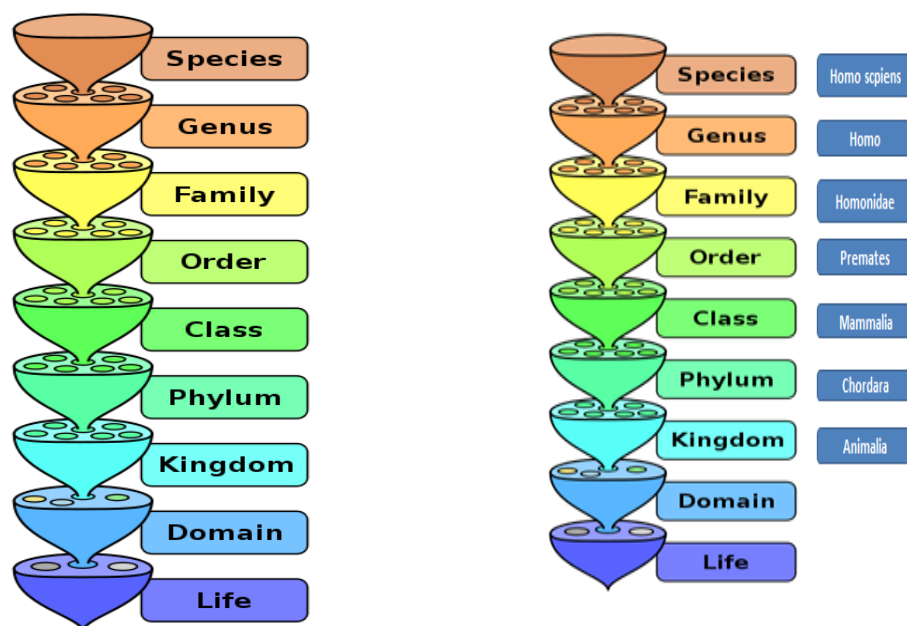 Species
Genus
Family
Order
Class
Phylum
Kingdom
Domain
Life
Species Homo scpiens
Genus Homo
Family Homonidae
Order Premates
Class Mammalia
Phylum Chordara
Kingdom Animalia
Domain
Life